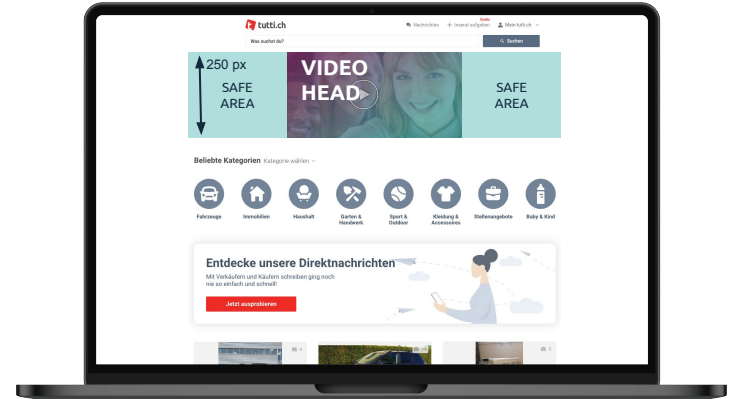 tutti.ch
Gratis
Nachrichten
Inserat aufgeben
Mein tutti.ch
Was suchst du?
Suchen
250 px
SAFE
AREA
VIDEO
HEAD
SAFE
AREA
Beliebte Kategorien Kategorie wählen
Fahrzeuge
Immobilien
Haushalt
Garten &
Handwerk
Sport &
Outdoor
Kleidung &
Accessoires
Stellenangebote
Baby & Kind
Entdecke unsere Direktnachrichten
Mit Verkäufern und Käufern schreiben ging noch
nie so einfach und schnell!
Jetzt ausprobieren
4
3